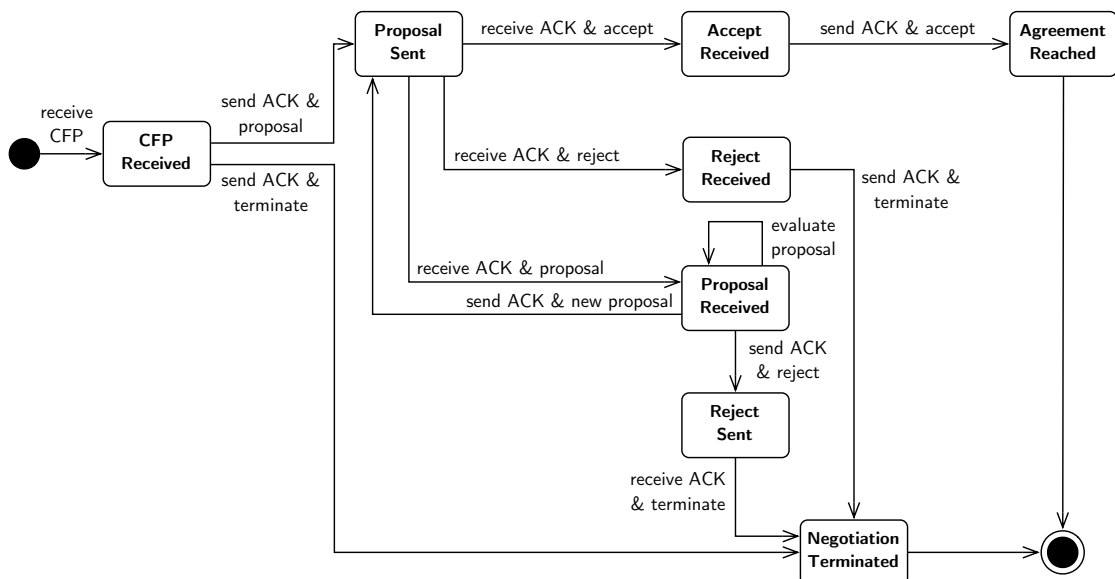 Proposal
Sent
receive ACK & accept
Accept
Received
send ACK & accept
Agreement
Reached
receive
CFP
CFP
Received
send ACK &
proposal
send ACK &
terminate
receive ACK & reject
Reject
Received
send ACK &
terminate
evaluate
proposal
receive ACK & proposal
send ACK & new proposal
Proposal
Received
send ACK
& reject
Reject
Sent
receive ACK
& terminate
Negotiation
Terminated